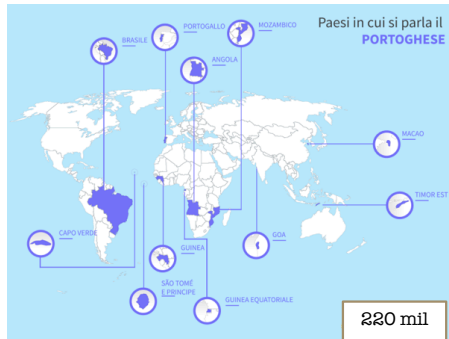 Paesi in cui si parla il
PORTOGHESE
BRASILE
PORTOGALLO
MOZAMBICO
ANGOLA
MACAO
TIMOR EST
CAPO VERDE
GUINEA
GOA
SÃO TOMÉ
E PRINCIPE
GUINEA EQUATORIALE
220 mil